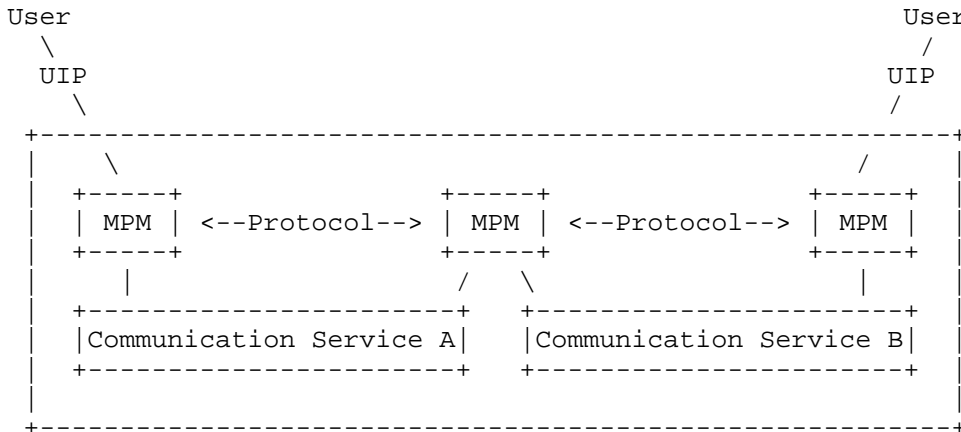 User User
UIP UIP
MPM <--Protocol--> MPM <--Protocol--> MPM
Communication Service A Communication Service B